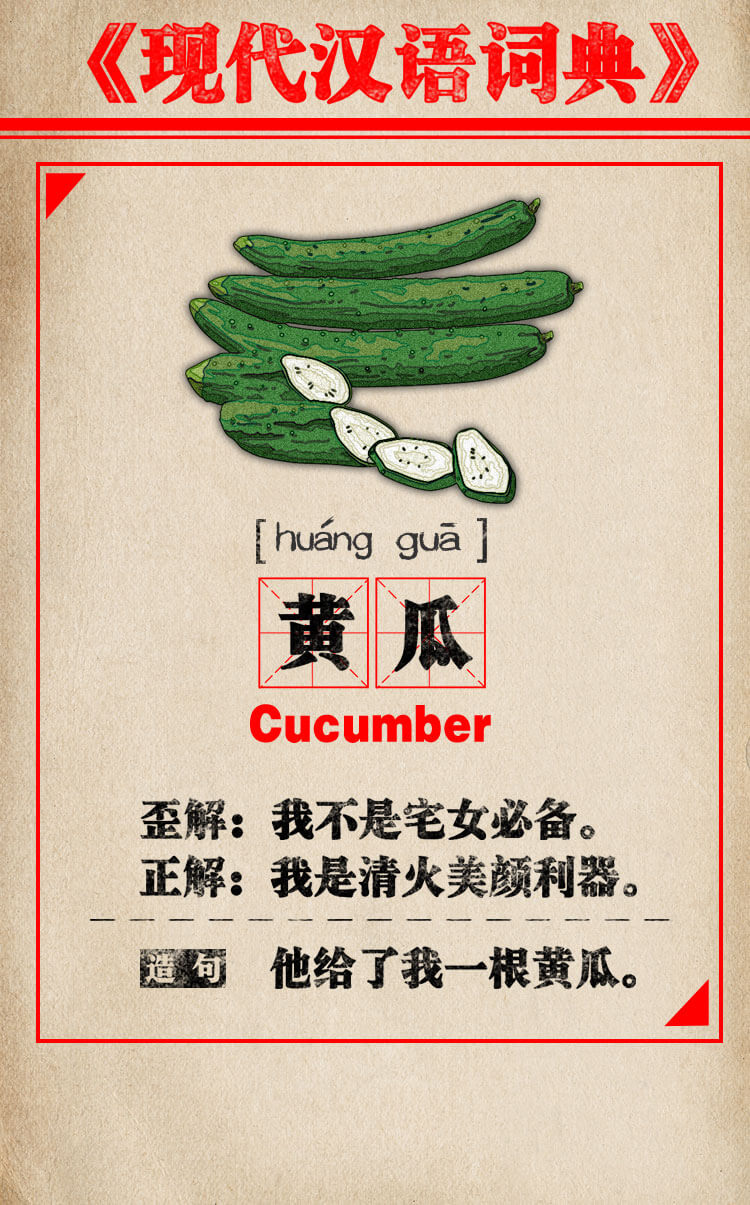 《现代汉语词典》
[huáng guā]
黄瓜
Cucumber
歪解：我不是宅女必备。
正解：我是清火美颜利器。
造句 他给了我一根黄瓜。